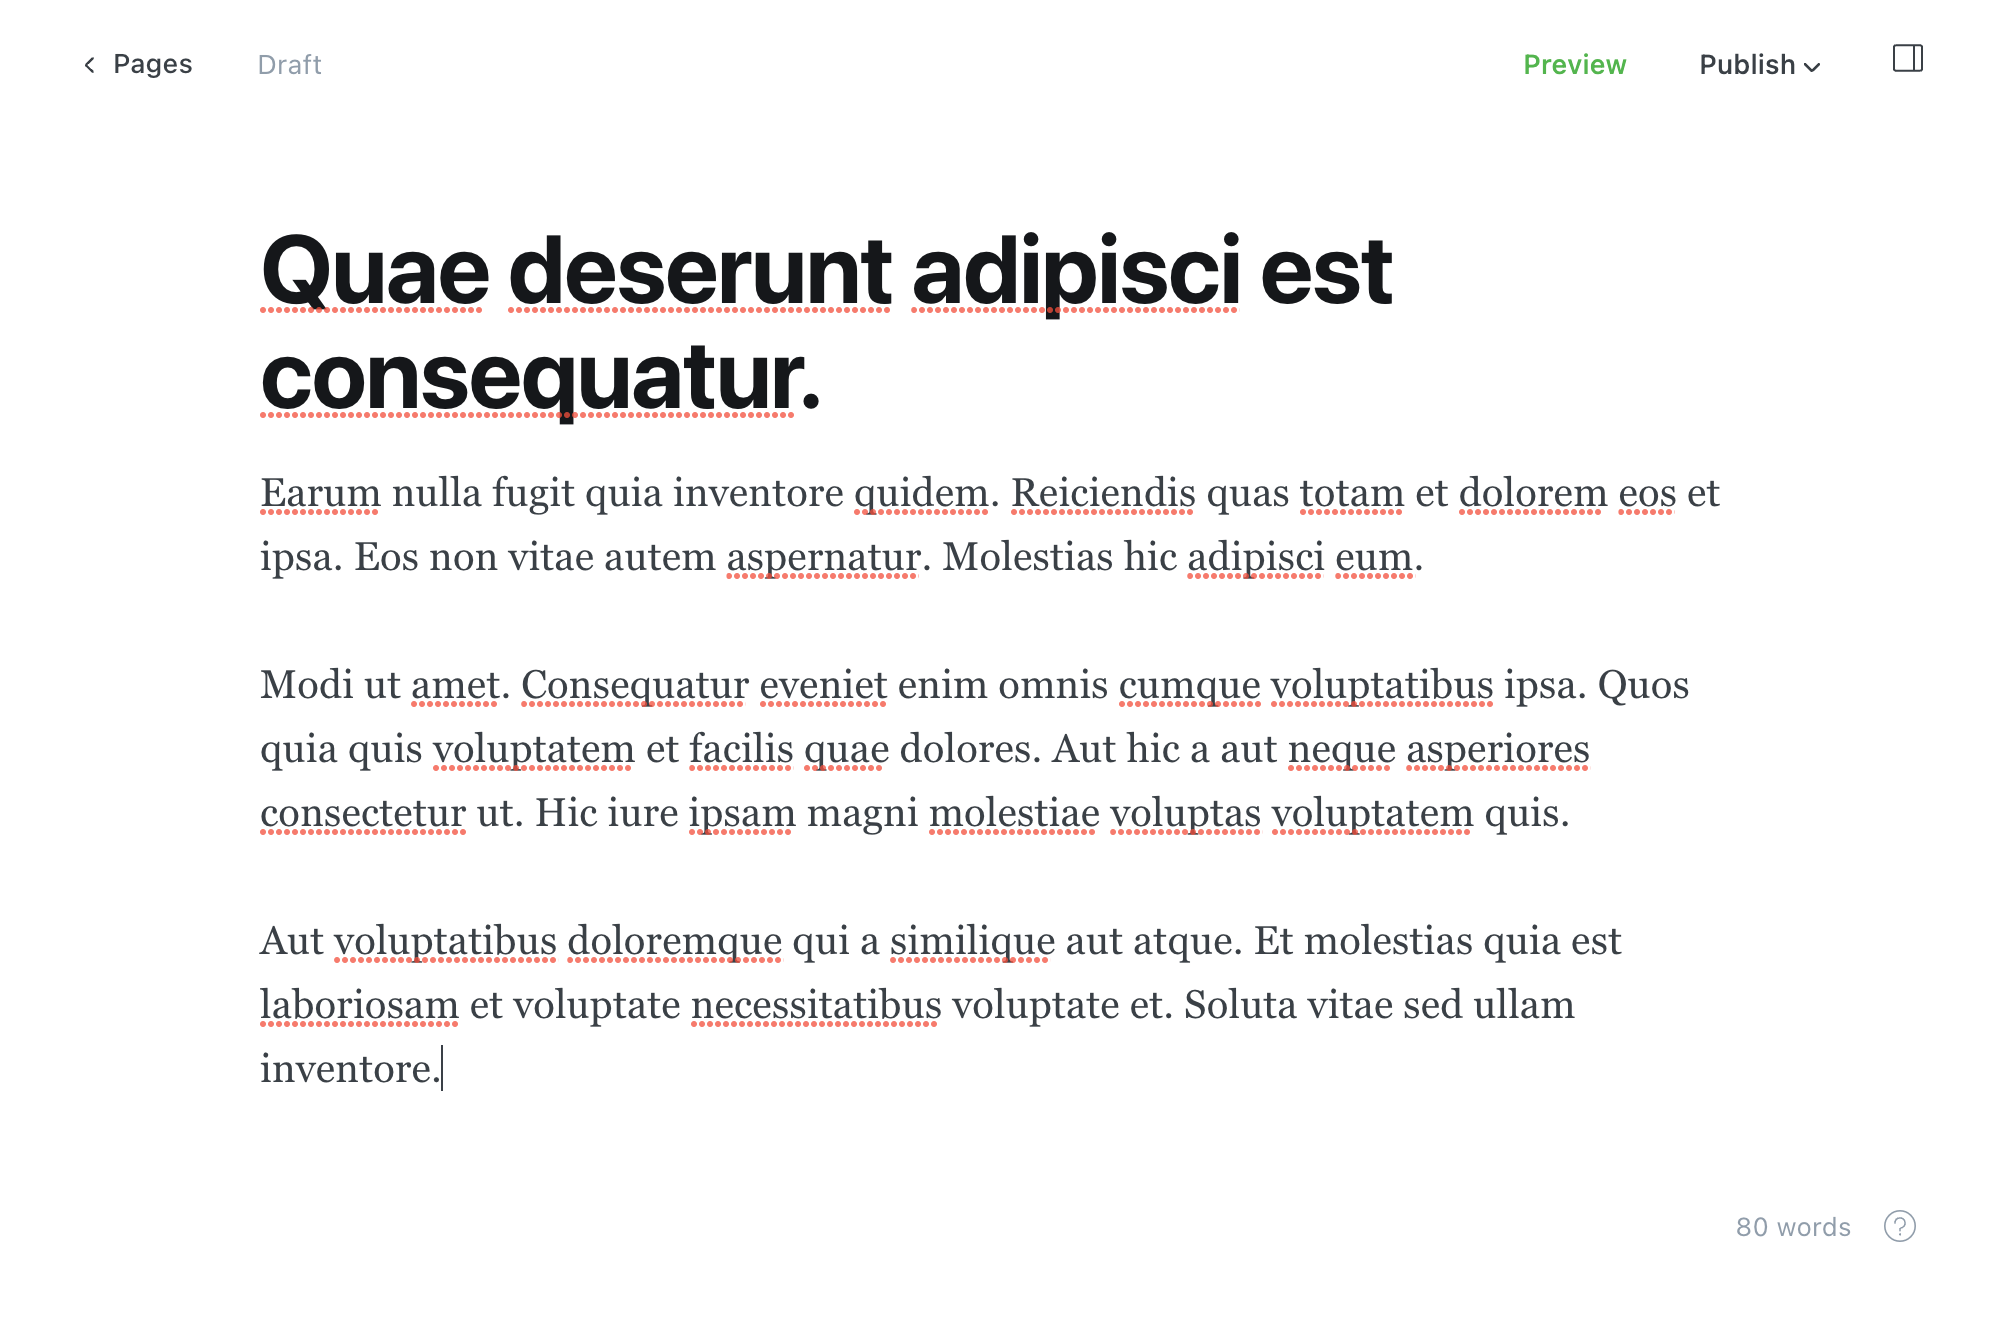 Pages
Draft
Preview
Publish
Quae deserunt adipisci est
consequatur.
Earum nulla fugit quia inventore quidem. Reiciendis quas totam et dolorem eos et
ipsa. Eos non vitae autem aspernatur. Molestias hic adipisci eum.
Modi ut amet. Consequatur eveniet enim omnis cumque voluptatibus ipsa. Quos
quia quis voluptatem et facilis quae dolores. Aut hic a aut neque asperiores
consectetur ut. Hic iure ipsam magni molestiae voluptas voluptatem quis.
Aut voluptatibus doloremque qui a similique aut atque. Et molestias quia est
laboriosam et voluptate necessitatibus voluptate et. Soluta vitae sed ullam
inventore.
80 words
?